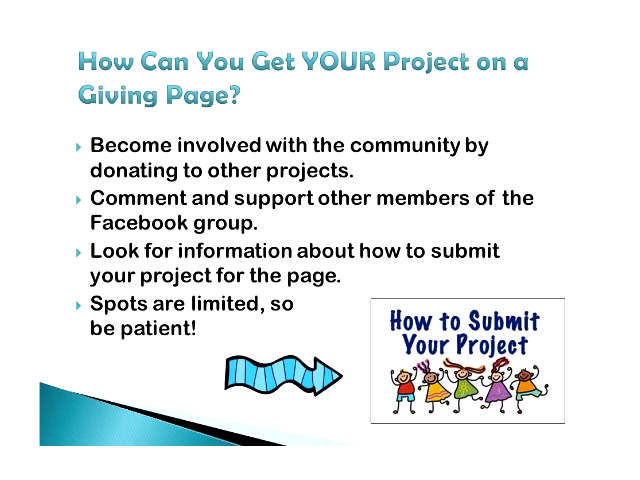 How Can You Get YOUR Project on a
Giving Page?
Become involved with the community by
donating to other projects.
Comment and support other members of the
Facebook group.
Look for information about how to submit
your project for the page.
Spots are limited, so
be patient!
How to Submit
Your Project